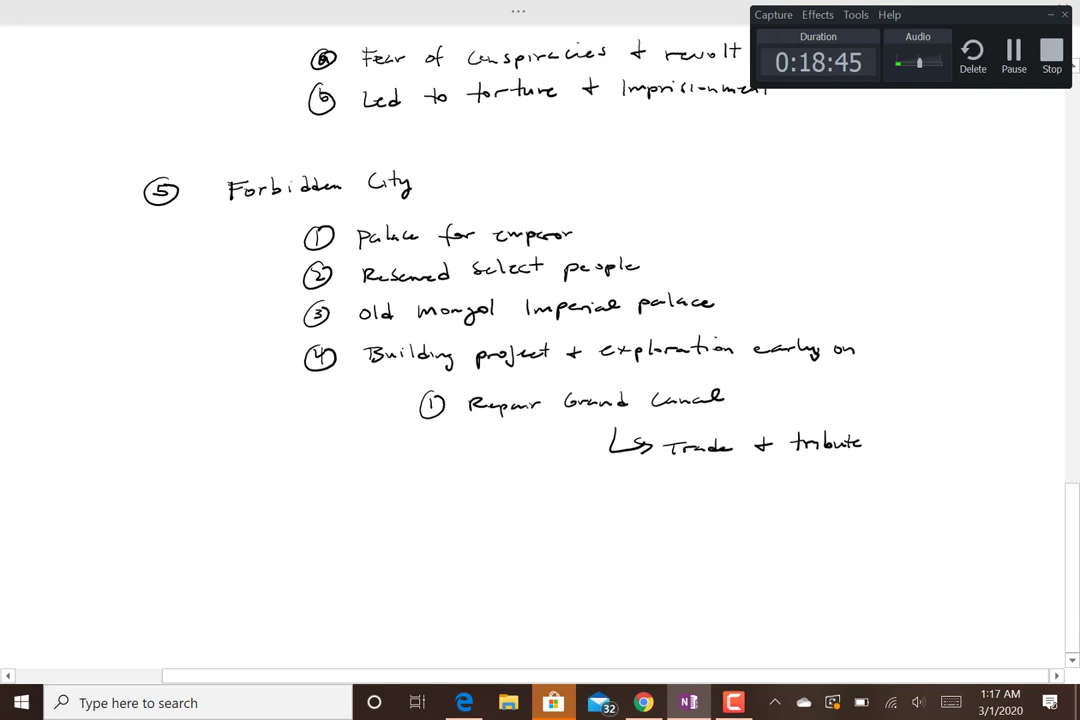 Capture Effects Tools Help
Duration
Audio
0:18:45
Delete Pause Stop
a Fear of conspiracies + revolt
b Led to torture + Imprisionment
5 Forbidden City
1 Palace for emperor
2 Reserved select people
3 Old Mongol Imperial palace
4 Building project + exploration early on
1 Repair Grand Canal
↳ Trade + tribute
Type here to search
32
N
1:17 AM
3/1/2020